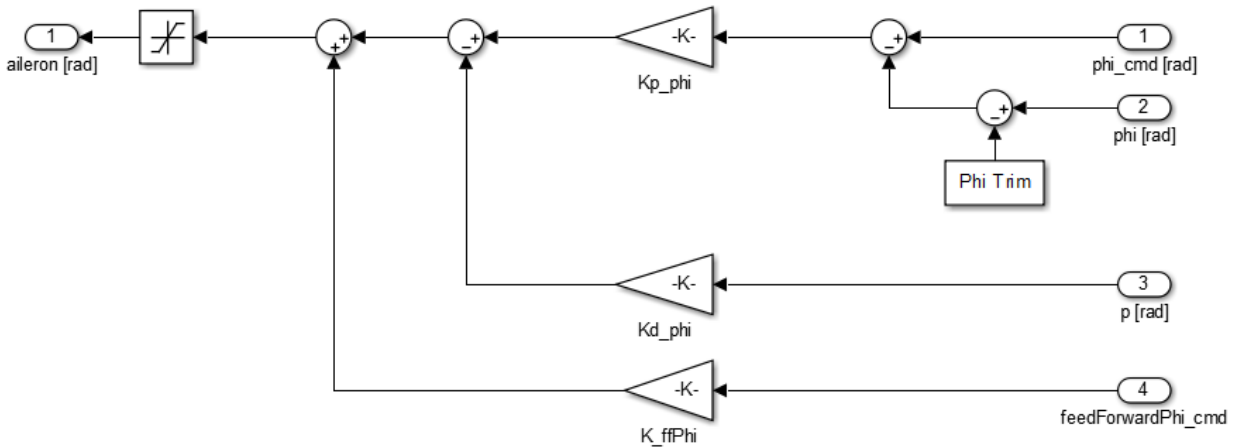 1
aileron [rad]
+
+
-
+
-K-
Kp_phi
-
+
1
phi_cmd [rad]
-
+
2
phi [rad]
Phi Trim
-K-
Kd_phi
3
p [rad]
-K-
K_ffPhi
4
feedForwardPhi_cmd